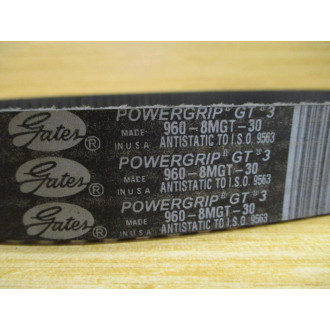 Gates® POWERGRIP® GT®3
MADE IN U.S.A 960-8MGT-30
ANTISTATIC TO I.S.O. 9563
Gates® POWERGRIP® GT®3
MADE IN U.S.A 960-8MGT-30
ANTISTATIC TO I.S.O. 9563
Gates® POWERGRIP® GT®3
MADE IN U.S.A 960-8MGT-30
ANTISTATIC TO I.S.O. 9563